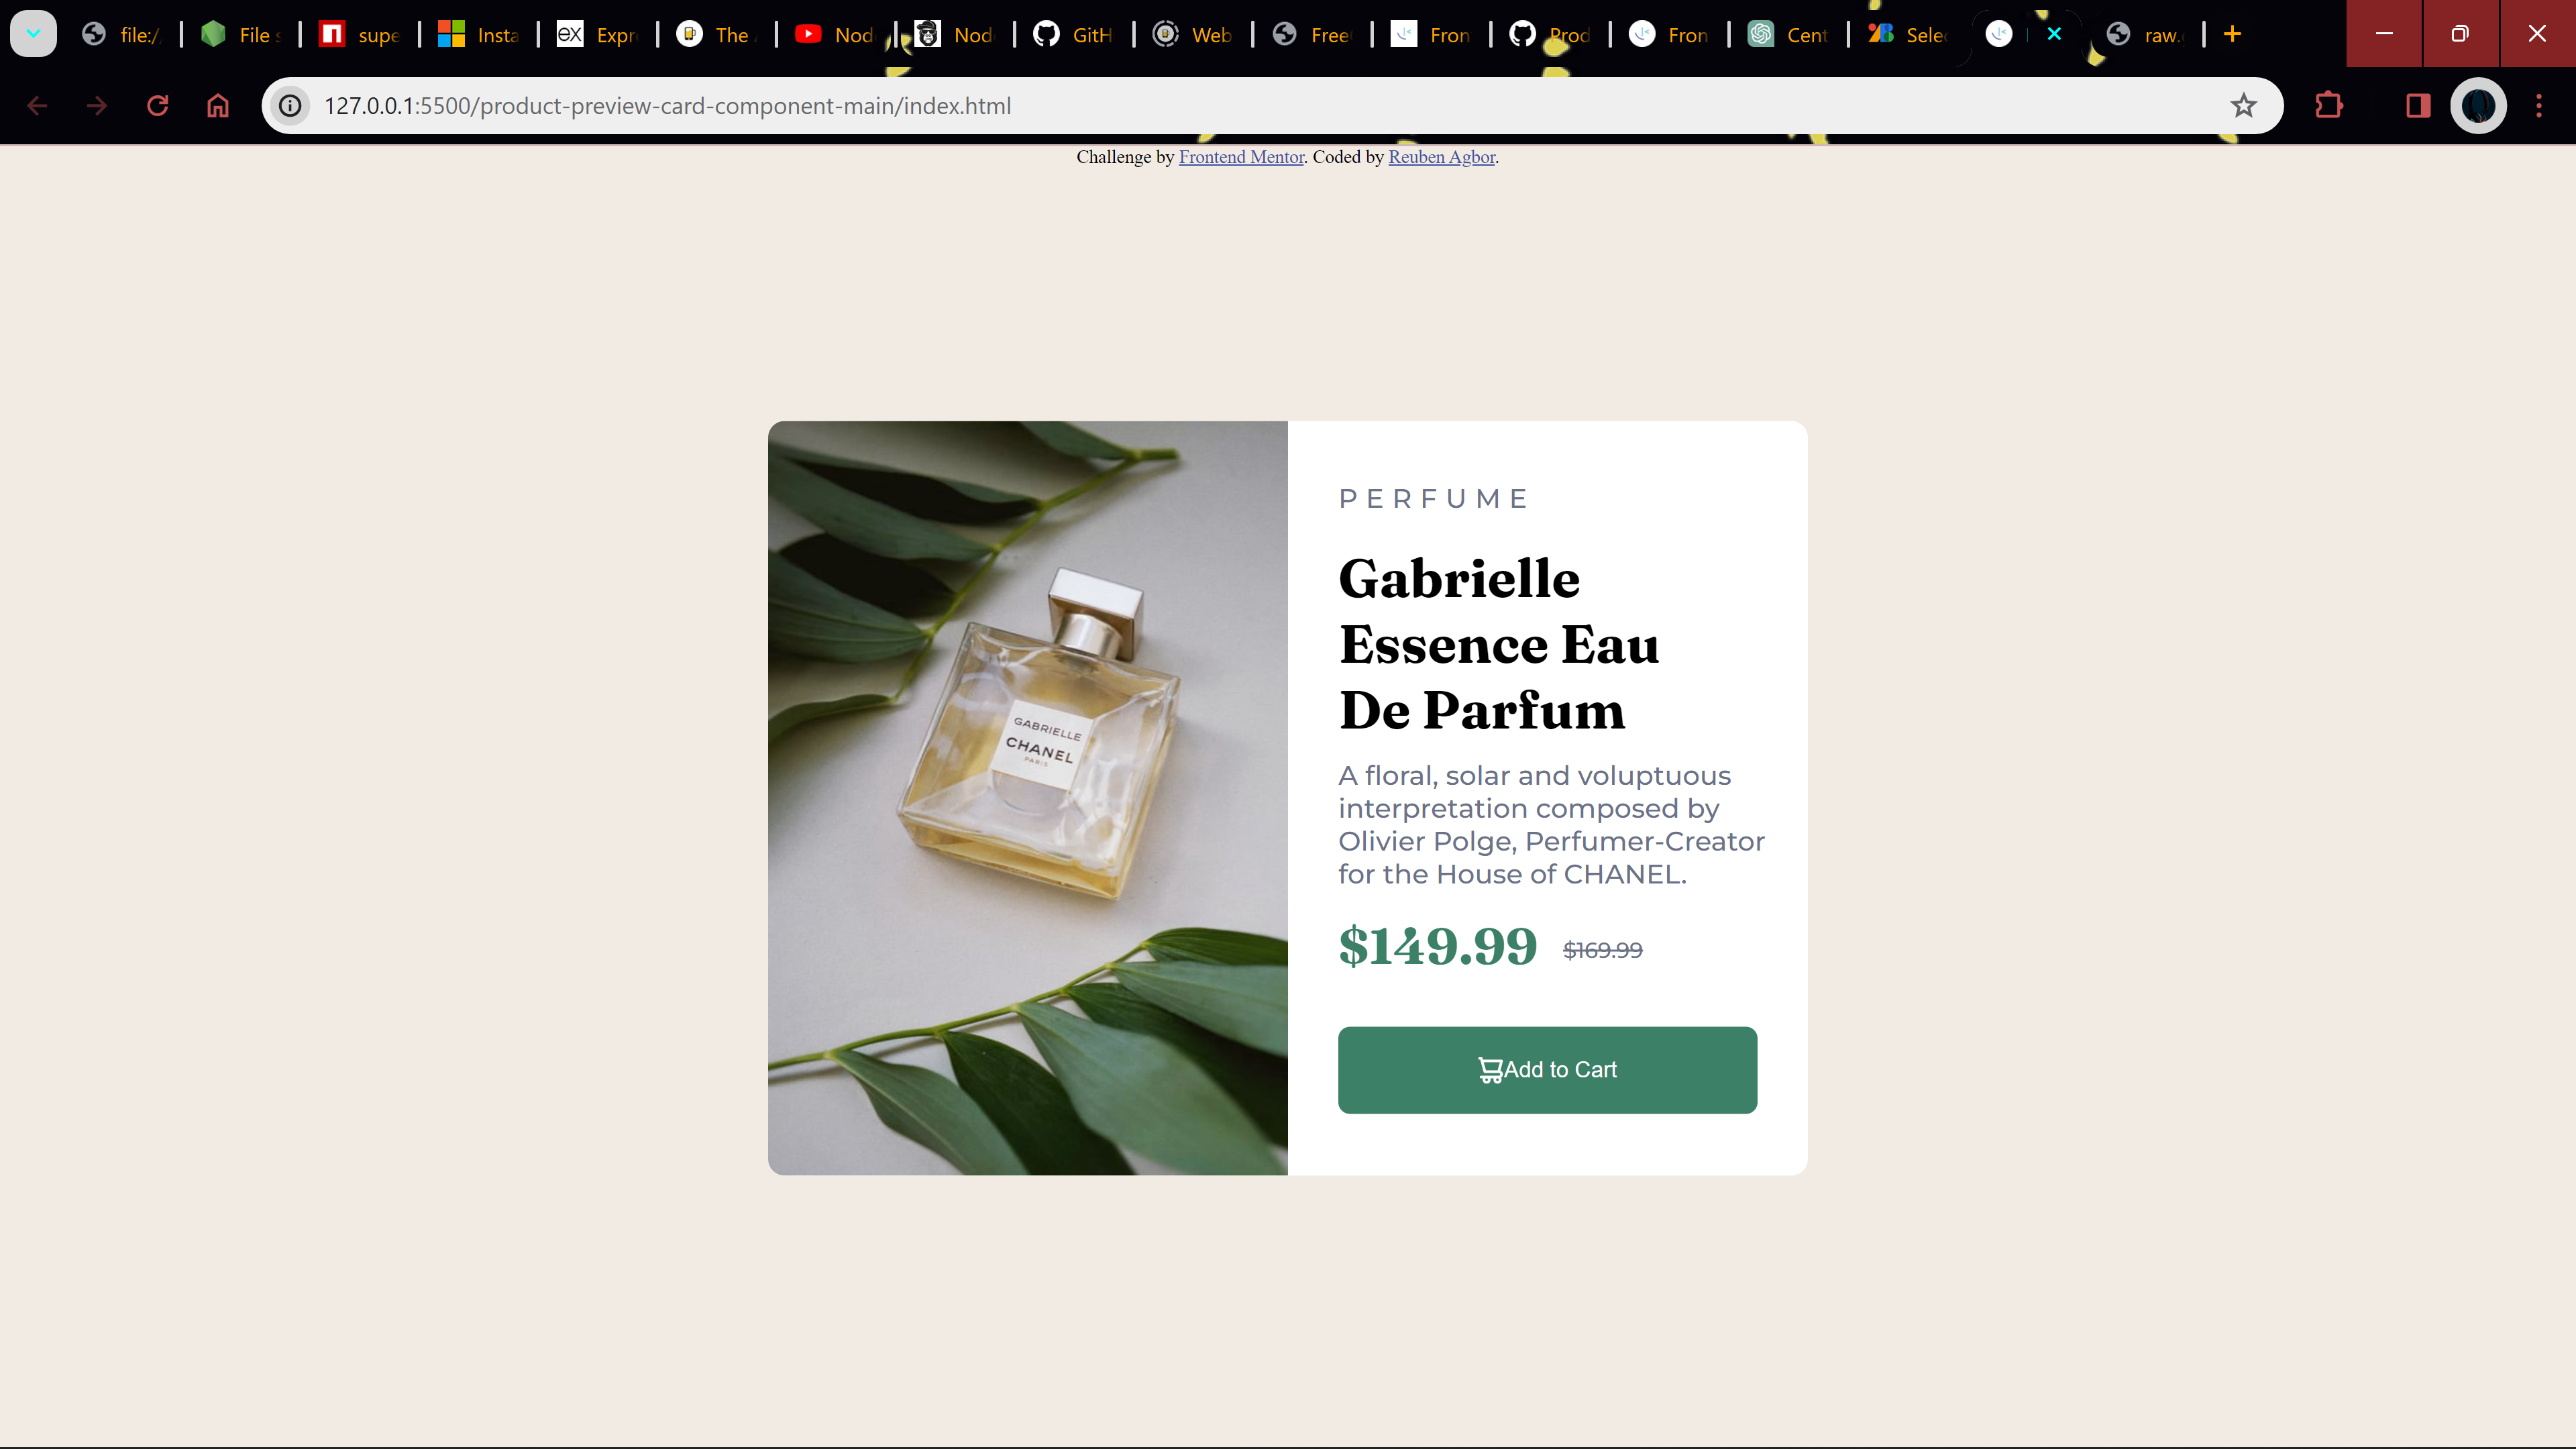 file:/
File s
supe
Insta
Expr
The
Nod
Nod
GitH
Web
Free
Fron
Prod
Fron
Cent
Sele
raw.
127.0.0.1:5500/product-preview-card-component-main/index.html
Challenge by Frontend Mentor. Coded by Reuben Agbor.
GABRIELLE
CHANEL
PARIS
PERFUME
Gabrielle
Essence Eau
De Parfum
A floral, solar and voluptuous
interpretation composed by
Olivier Polge, Perfumer-Creator
for the House of CHANEL.
$149.99 $169.99
Add to Cart